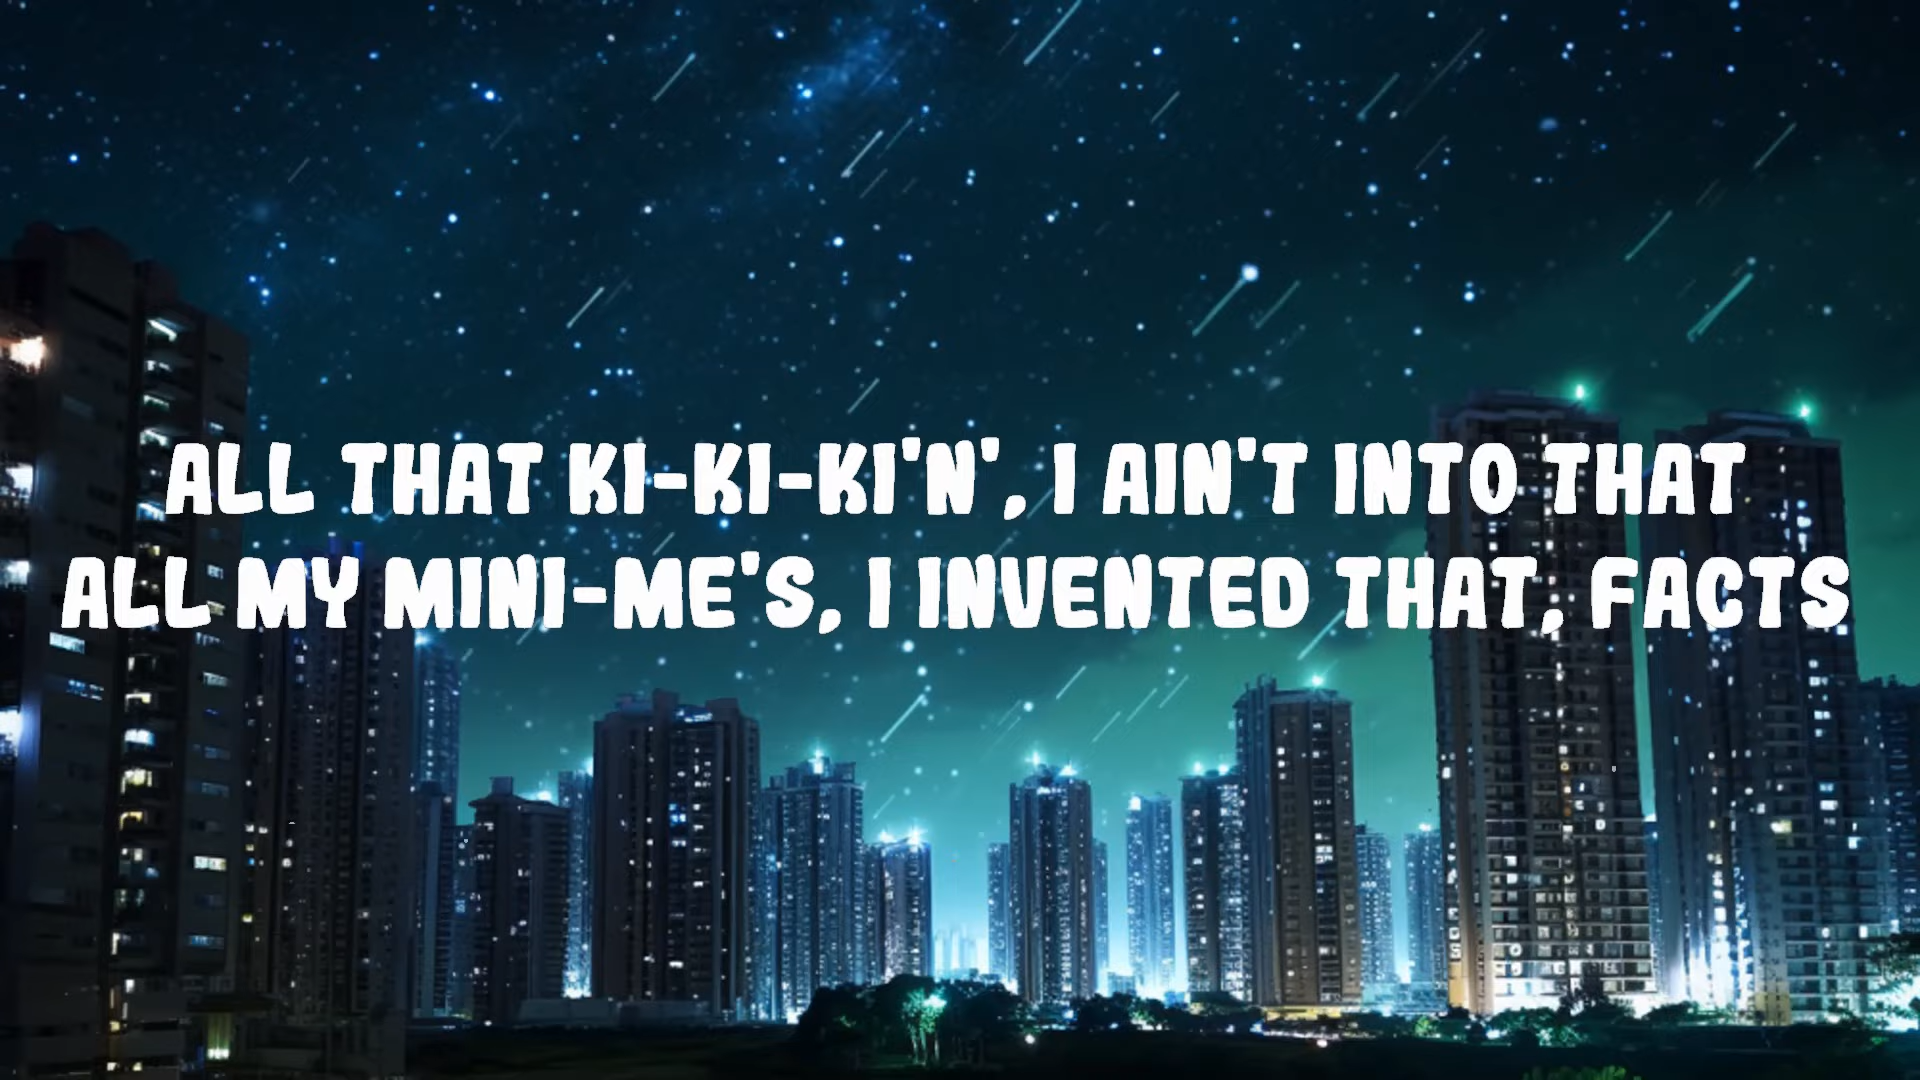 ALL THAT KI-KI-KI'N', I AIN'T INTO THAT
ALL MY MINI-ME'S, I INVENTED THAT, FACTS